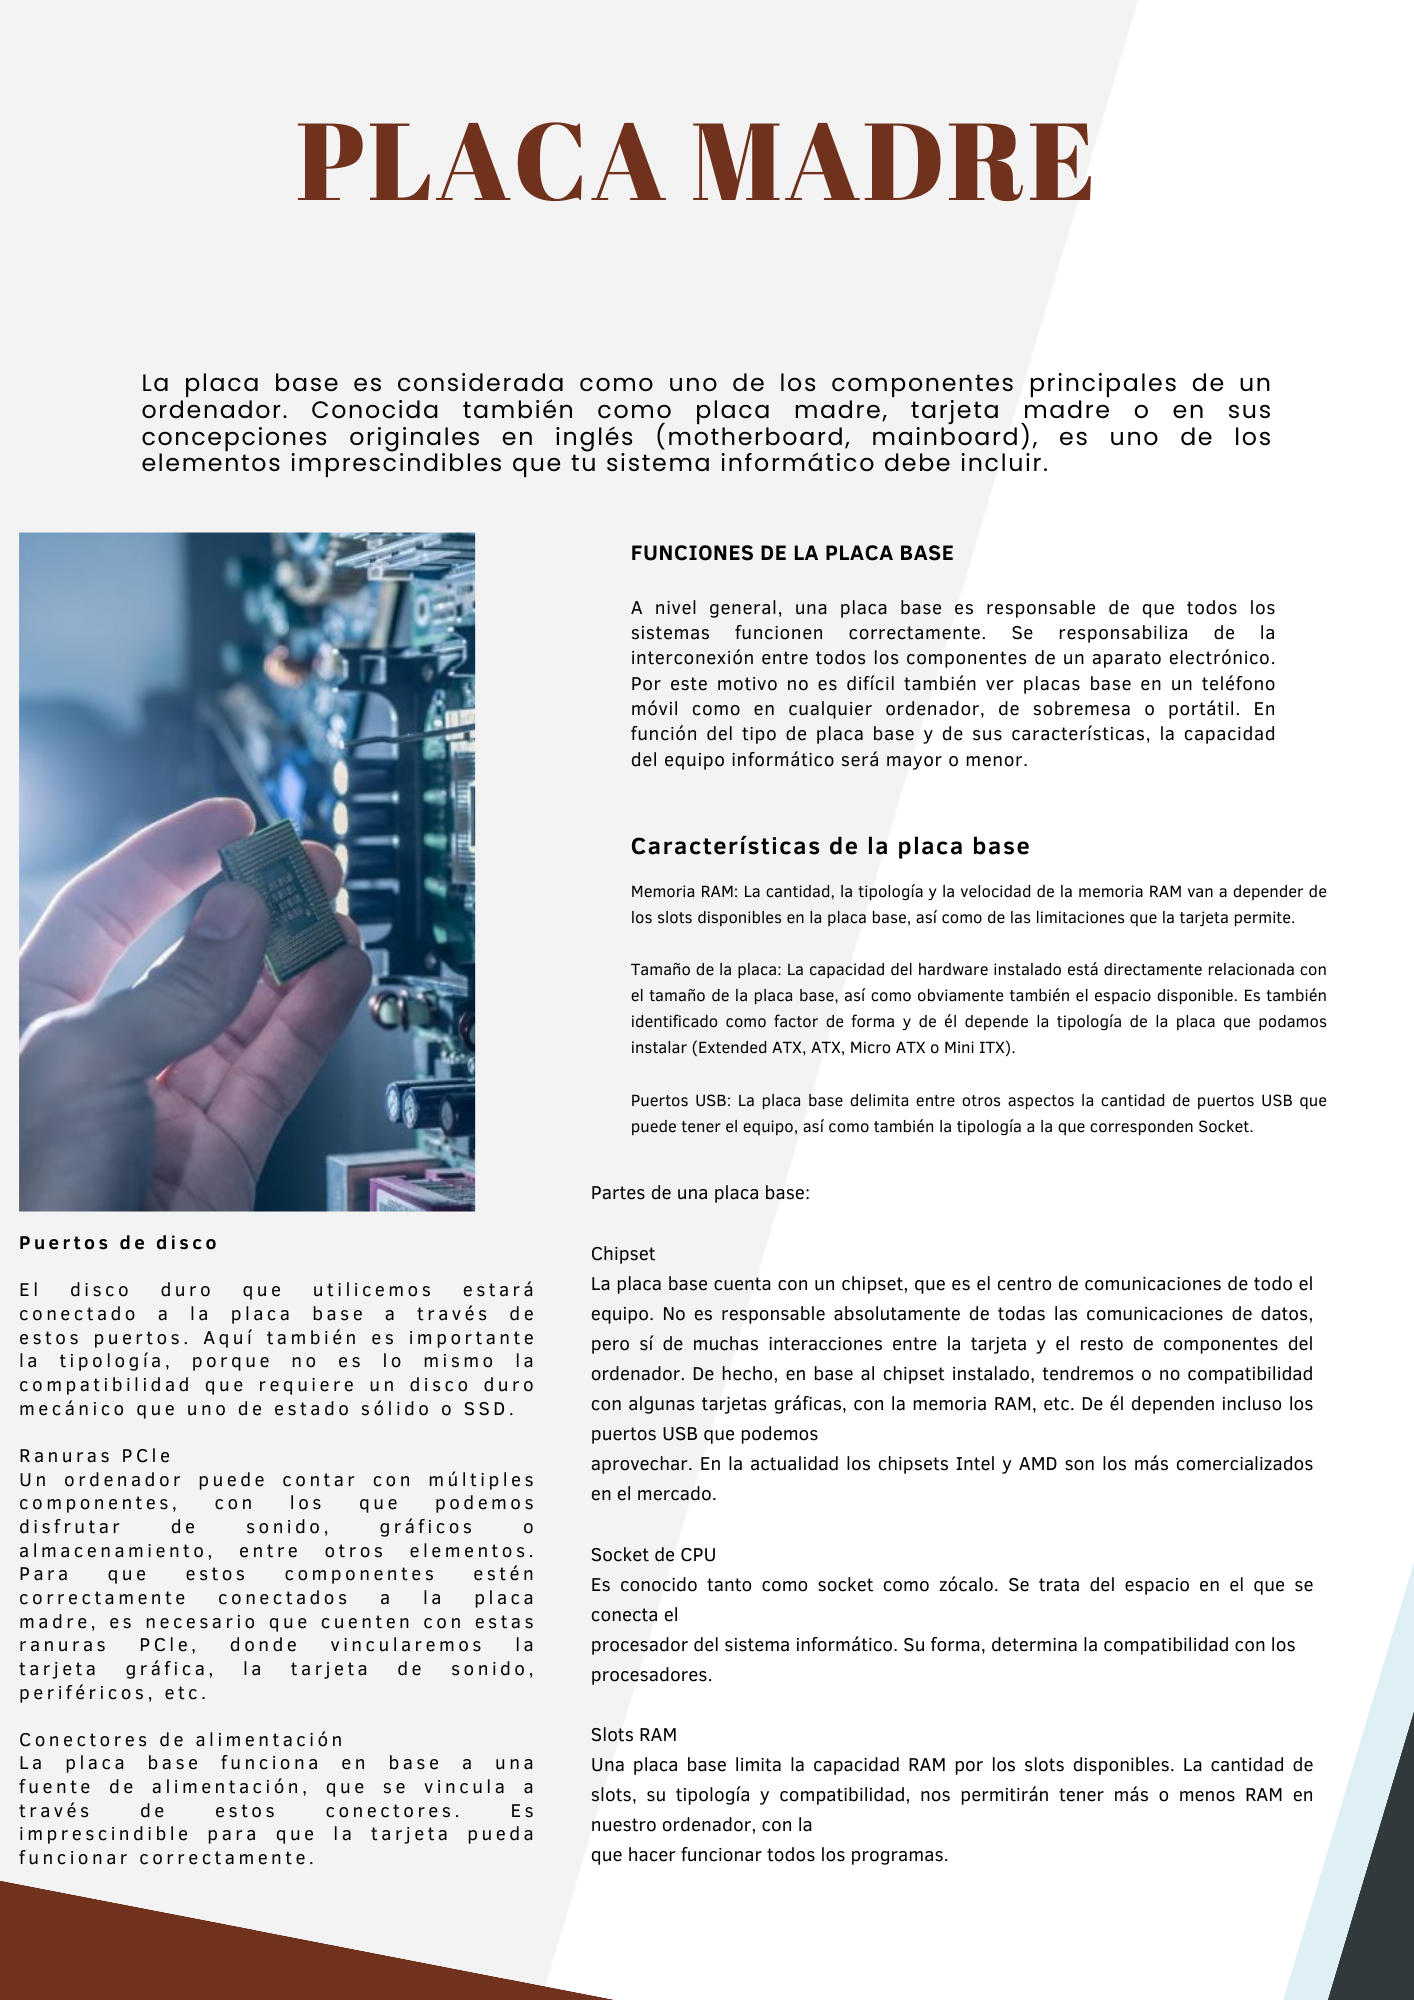 PLACA MADRE
La placa base es considerada como uno de los componentes principales de un
ordenador. Conocida también como placa madre, tarjeta madre o en sus
concepciones originales en inglés (motherboard, mainboard), es uno de los
elementos imprescindibles que tu sistema informático debe incluir.
FUNCIONES DE LA PLACA BASE
A nivel general, una placa base es responsable de que todos los
sistemas funcionen correctamente. Se responsabiliza de la
interconexión entre todos los componentes de un aparato electrónico.
Por este motivo no es difícil también ver placas base en un teléfono
móvil como en cualquier ordenador, de sobremesa o portátil. En
función del tipo de placa base y de sus características, la capacidad
del equipo informático será mayor o menor.
Características de la placa base
Memoria RAM: La cantidad, la tipología y la velocidad de la memoria RAM van a depender de
los slots disponibles en la placa base, así como de las limitaciones que la tarjeta permite.
Tamaño de la placa: La capacidad del hardware instalado está directamente relacionada con
el tamaño de la placa base, así como obviamente también el espacio disponible. Es también
identificado como factor de forma y de él depende la tipología de la placa que podamos
instalar (Extended ATX, ATX, Micro ATX o Mini ITX).
Puertos USB: La placa base delimita entre otros aspectos la cantidad de puertos USB que
puede tener el equipo, así como también la tipología a la que corresponden Socket.
Puertos de disco
El disco duro que utilicemos estará
conectado a la placa base a través de
estos puertos. Aquí también es importante
la tipología, porque no es lo mismo la
compatibilidad que requiere un disco duro
mecánico que uno de estado sólido o SSD.
Ranuras PCle
Un ordenador puede contar con múltiples
componentes, con los que podemos
disfrutar de sonido, gráficos o
almacenamiento, entre otros elementos.
Para que estos componentes estén
correctamente conectados a la placa
madre, es necesario que cuenten con estas
ranuras PCle, donde vincularemos la
tarjeta gráfica, la tarjeta de sonido,
periféricos, etc.
Conectores de alimentación
La placa base funciona en base a una
fuente de alimentación, que se vincula a
través de estos conectores. Es
imprescindible para que la tarjeta pueda
funcionar correctamente.
Partes de una placa base:
Chipset
La placa base cuenta con un chipset, que es el centro de comunicaciones de todo el
equipo. No es responsable absolutamente de todas las comunicaciones de datos,
pero sí de muchas interacciones entre la tarjeta y el resto de componentes del
ordenador. De hecho, en base al chipset instalado, tendremos o no compatibilidad
con algunas tarjetas gráficas, con la memoria RAM, etc. De él dependen incluso los
puertos USB que podemos
aprovechar. En la actualidad los chipsets Intel y AMD son los más comercializados
en el mercado.
Socket de CPU
Es conocido tanto como socket como zócalo. Se trata del espacio en el que se
conecta el
procesador del sistema informático. Su forma, determina la compatibilidad con los
procesadores.
Slots RAM
Una placa base limita la capacidad RAM por los slots disponibles. La cantidad de
slots, su tipología y compatibilidad, nos permitirán tener más o menos RAM en
nuestro ordenador, con la
que hacer funcionar todos los programas.